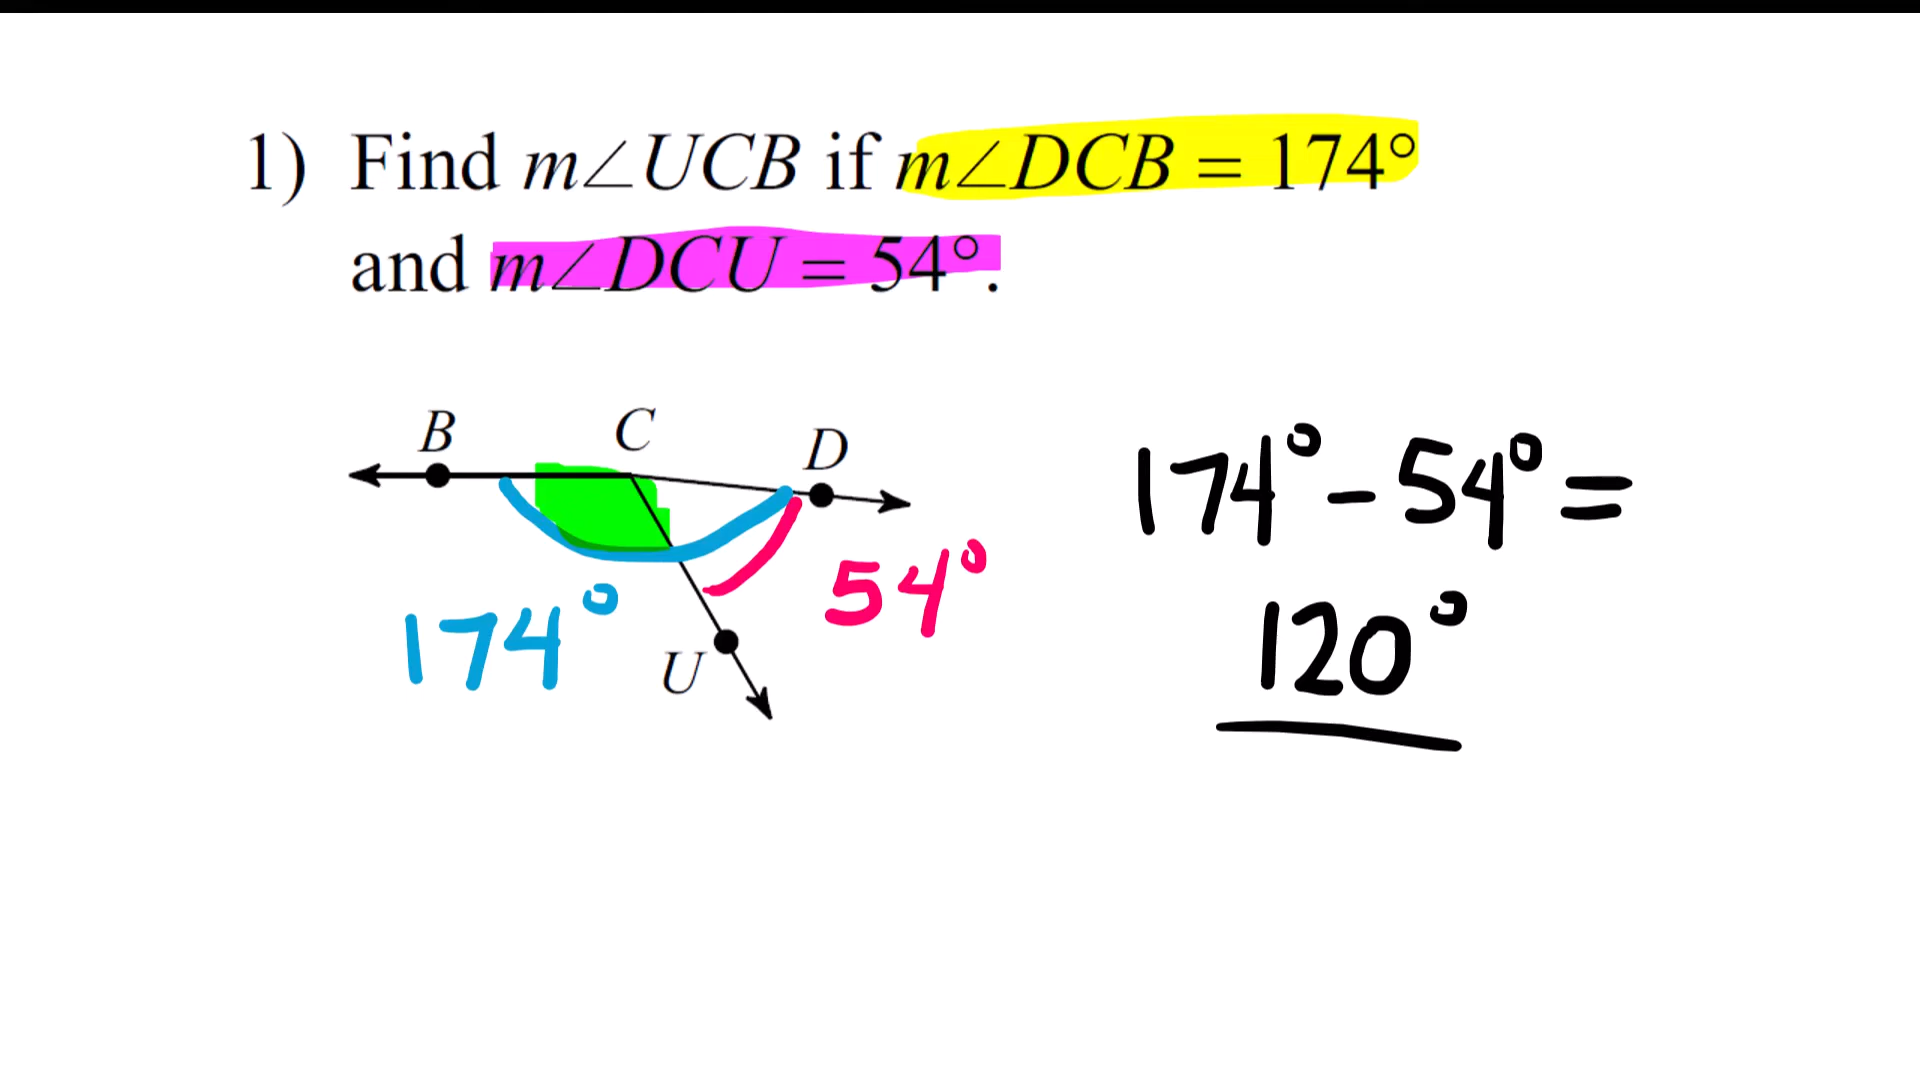 1) Find m∠UCB if m∠DCB = 174°
and m∠DCU = 54°.
B C D
174° - 54° =
54°
174°
120°
U